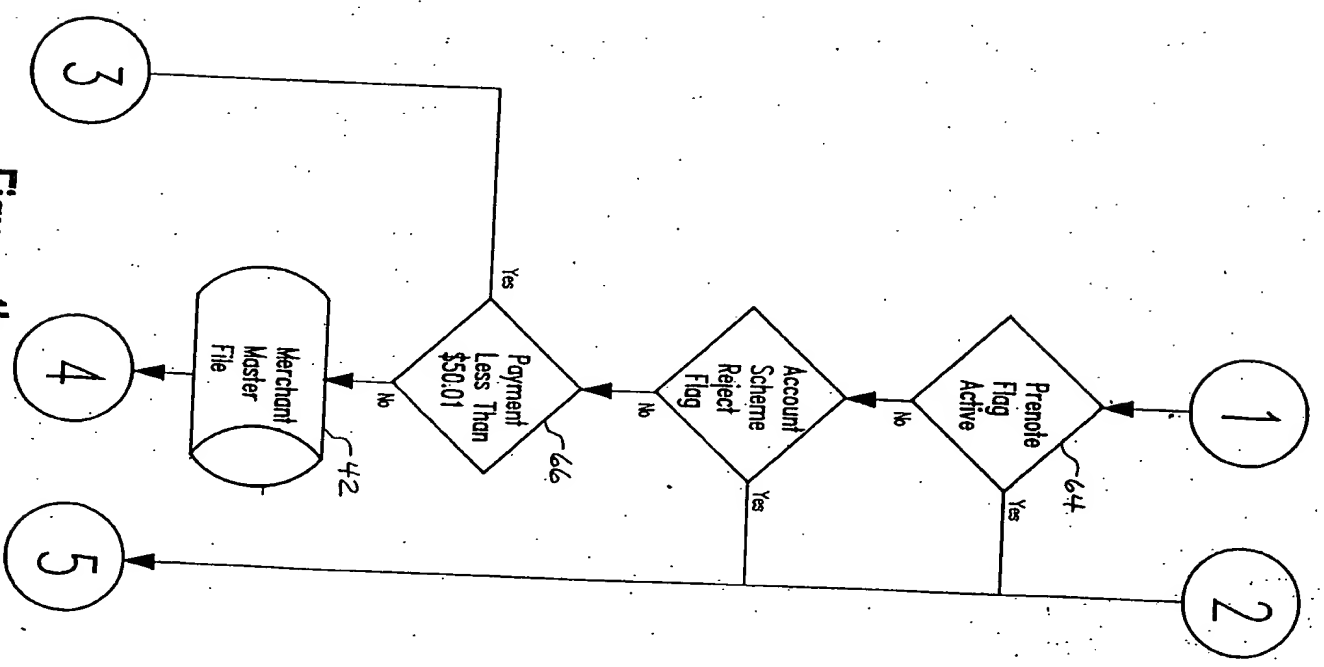 1
2
Prenote
Flag
Active
64
No
Yes
Account
Scheme
Reject
Flag
No
Yes
Payment
Less Than
$50.01
66
Yes
No
Merchant
Master
File
42
3
4
5